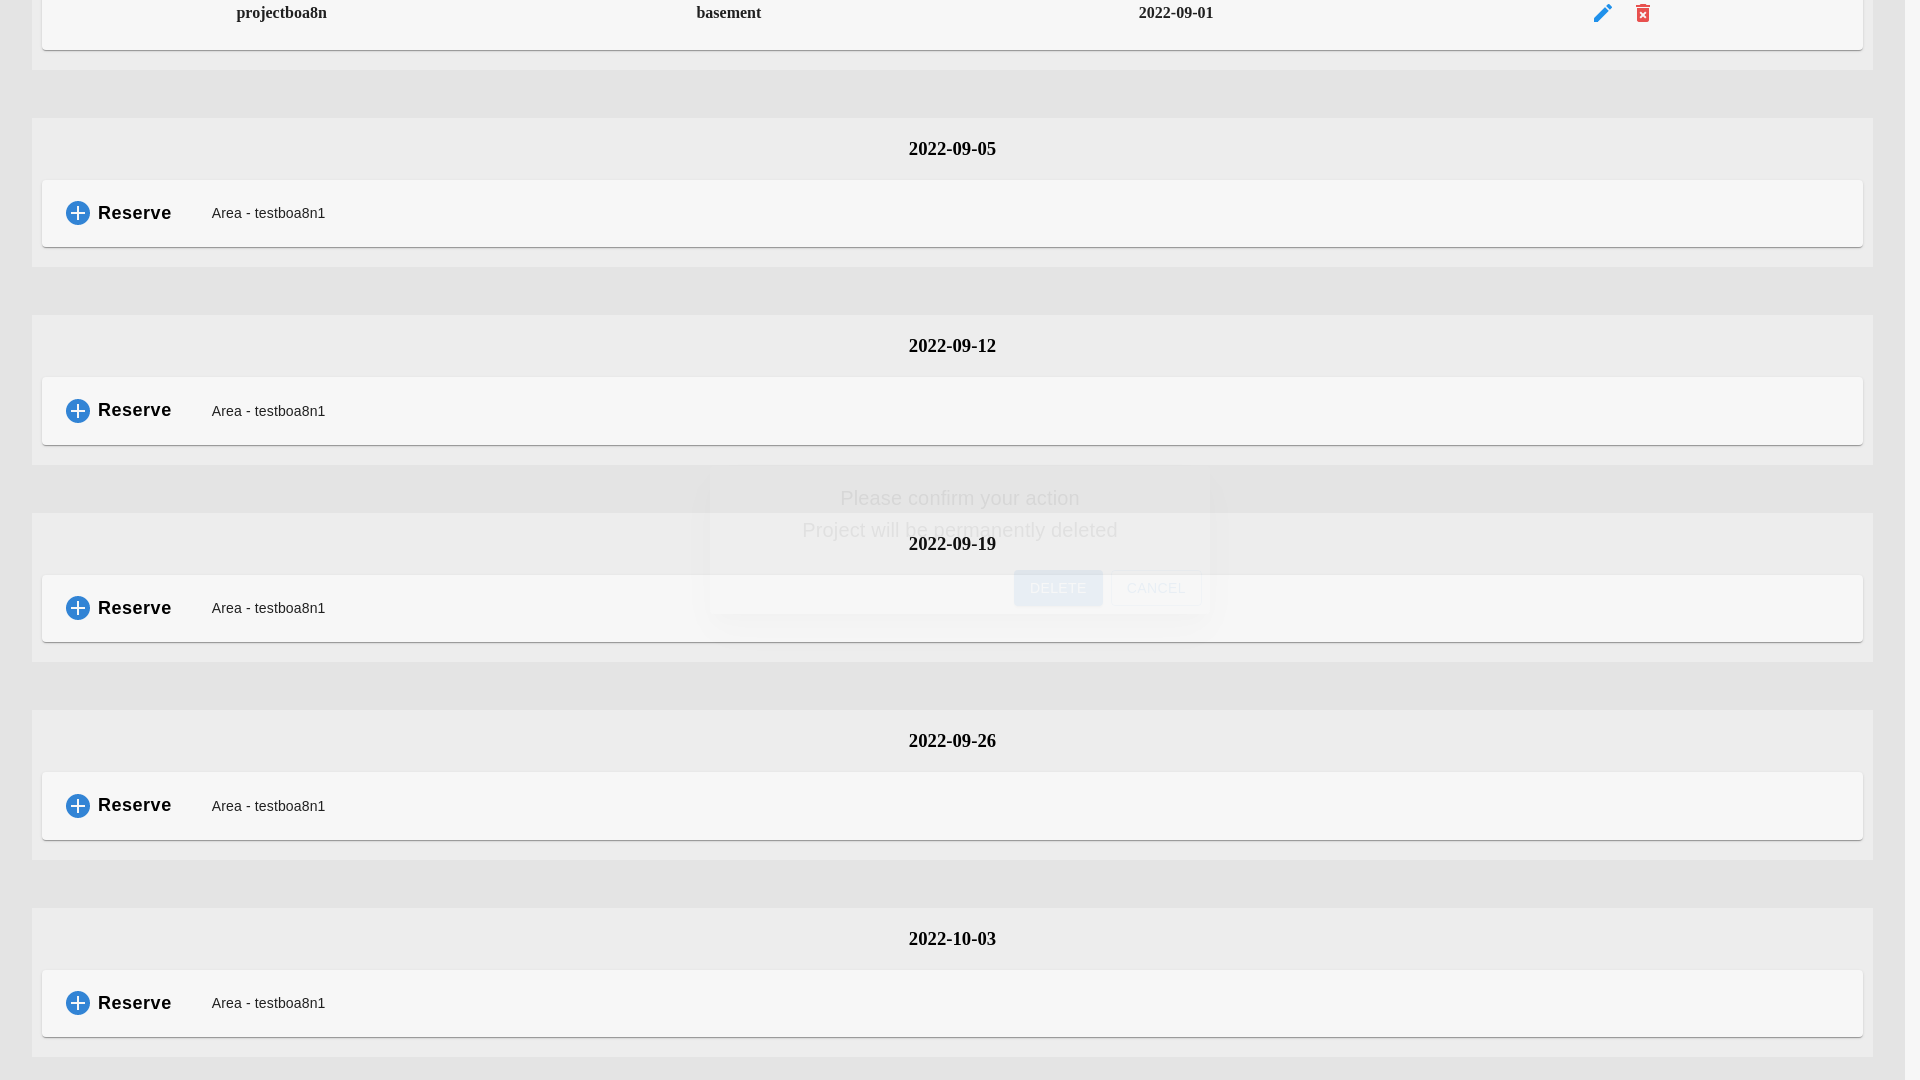 projectboa8n basement 2022-09-01
2022-09-05
Reserve Area - testboa8n1
2022-09-12
Reserve Area - testboa8n1
Please confirm your action
Project will be permanently deleted
2022-09-19
DELETE CANCEL
Reserve Area - testboa8n1
2022-09-26
Reserve Area - testboa8n1
2022-10-03
Reserve Area - testboa8n1